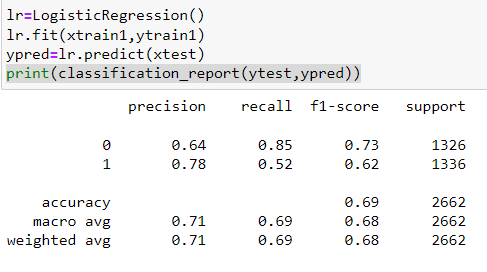 lr=LogisticRegression()
lr.fit(xtrain1,ytrain1)
ypred=lr.predict(xtest)
print(classification_report(ytest,ypred))
precision recall f1-score support
0 0.64 0.85 0.73 1326
1 0.78 0.52 0.62 1336
accuracy 0.69 2662
macro avg 0.71 0.69 0.68 2662
weighted avg 0.71 0.69 0.68 2662